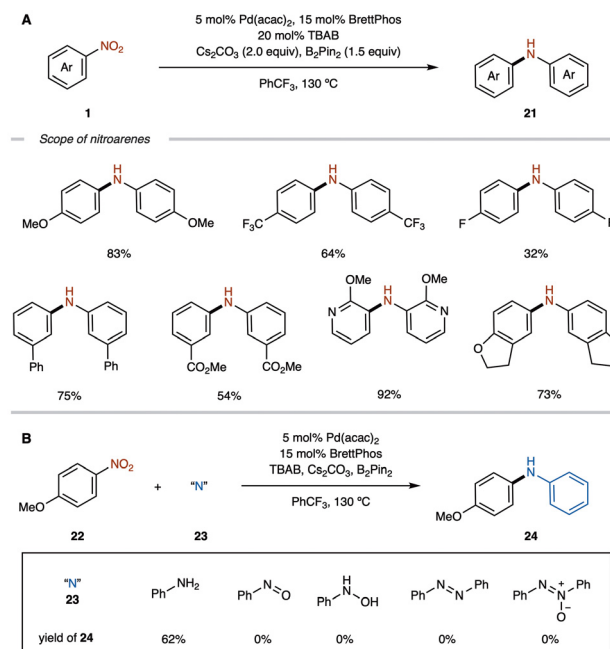 A
NO₂
Ar
1
5 mol% Pd(acac)₂, 15 mol% BrettPhos
20 mol% TBAB
Cs₂CO₃ (2.0 equiv), B₂Pin₂ (1.5 equiv)
PhCF₃, 130 ºC
H
N
Ar Ar
21
Scope of nitroarenes
H
N
MeO OMe
83%
H
N
F₃C CF₃
64%
H
N
F F
32%
H
N
Ph Ph
75%
H
N
CO₂Me CO₂Me
54%
OMe H OMe
N N N
92%
H
N
O
73%
B
NO₂
MeO
22
+
"N"
23
5 mol% Pd(acac)₂
15 mol% BrettPhos
TBAB, Cs₂CO₃, B₂Pin₂
PhCF₃, 130 ºC
H
N
MeO
24
"N"
23
Ph NH₂
Ph N O
Ph H N OH
Ph N N Ph
Ph N N + Ph O −
yield of 24 62% 0% 0% 0% 0%